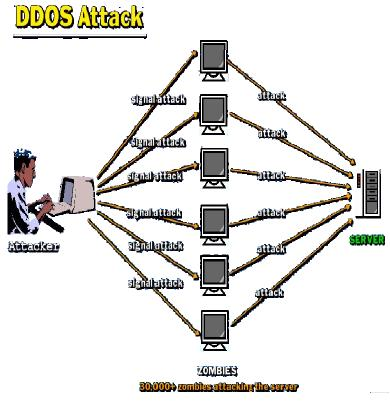 DDOS Attack
signal attack
attack
signal attack
attack
signal attack
attack
signal attack
attack
signal attack
attack
signal attack
attack
Attacker
SERVER
ZOMBIES
30,000+ zombies attacking the server